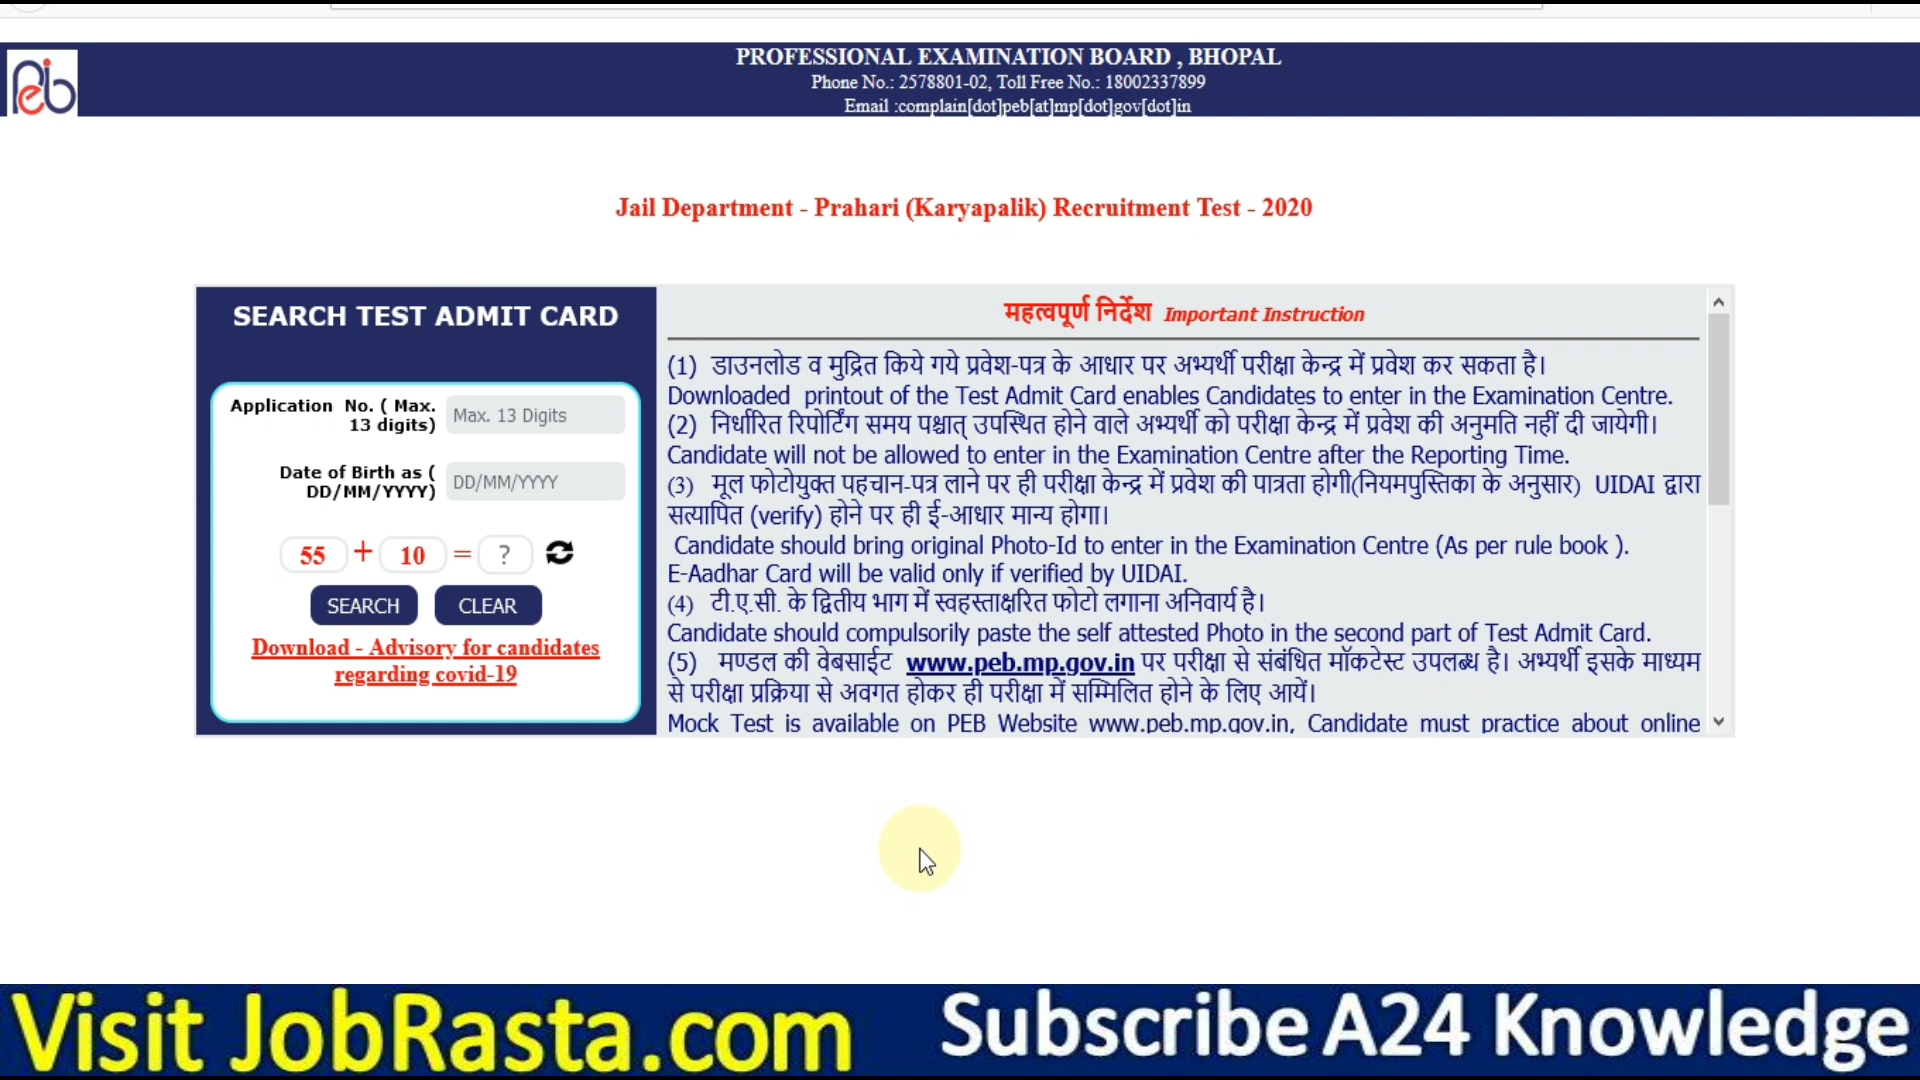 Peb
PROFESSIONAL EXAMINATION BOARD , BHOPAL
Phone No.: 2578801-02, Toll Free No.: 18002337899
Email :complain[dot]peb[at]mp[dot]gov[dot]in
Jail Department - Prahari (Karyapalik) Recruitment Test - 2020
SEARCH TEST ADMIT CARD
Application No. ( Max. 13 digits)
Max. 13 Digits
Date of Birth as ( DD/MM/YYYY)
DD/MM/YYYY
55 + 10 = ?
SEARCH CLEAR
Download - Advisory for candidates
regarding covid-19
महत्वपूर्ण निर्देश Important Instruction
(1) डाउनलोड व मुद्रित किये गये प्रवेश-पत्र के आधार पर अभ्यर्थी परीक्षा केन्द्र में प्रवेश कर सकता है।
Downloaded printout of the Test Admit Card enables Candidates to enter in the Examination Centre.
(2) निर्धारित रिपोर्टिंग समय पश्चात् उपस्थित होने वाले अभ्यर्थी को परीक्षा केन्द्र में प्रवेश की अनुमति नहीं दी जायेगी।
Candidate will not be allowed to enter in the Examination Centre after the Reporting Time.
(3) मूल फोटोयुक्त पहचान-पत्र लाने पर ही परीक्षा केन्द्र में प्रवेश की पात्रता होगी(नियमपुस्तिका के अनुसार) UIDAI द्वारा
सत्यापित (verify) होने पर ही ई-आधार मान्य होगा।
Candidate should bring original Photo-Id to enter in the Examination Centre (As per rule book ).
E-Aadhar Card will be valid only if verified by UIDAI.
(4) टी.ए.सी. के द्वितीय भाग में स्वहस्ताक्षरित फोटो लगाना अनिवार्य है।
Candidate should compulsorily paste the self attested Photo in the second part of Test Admit Card.
(5) मण्डल की वेबसाईट www.peb.mp.gov.in पर परीक्षा से संबंधित मॉकटेस्ट उपलब्ध है। अभ्यर्थी इसके माध्यम
से परीक्षा प्रक्रिया से अवगत होकर ही परीक्षा में सम्मिलित होने के लिए आयें।
Mock Test is available on PEB Website www.peb.mp.gov.in, Candidate must practice about online
Visit JobRasta.com Subscribe A24 Knowledge